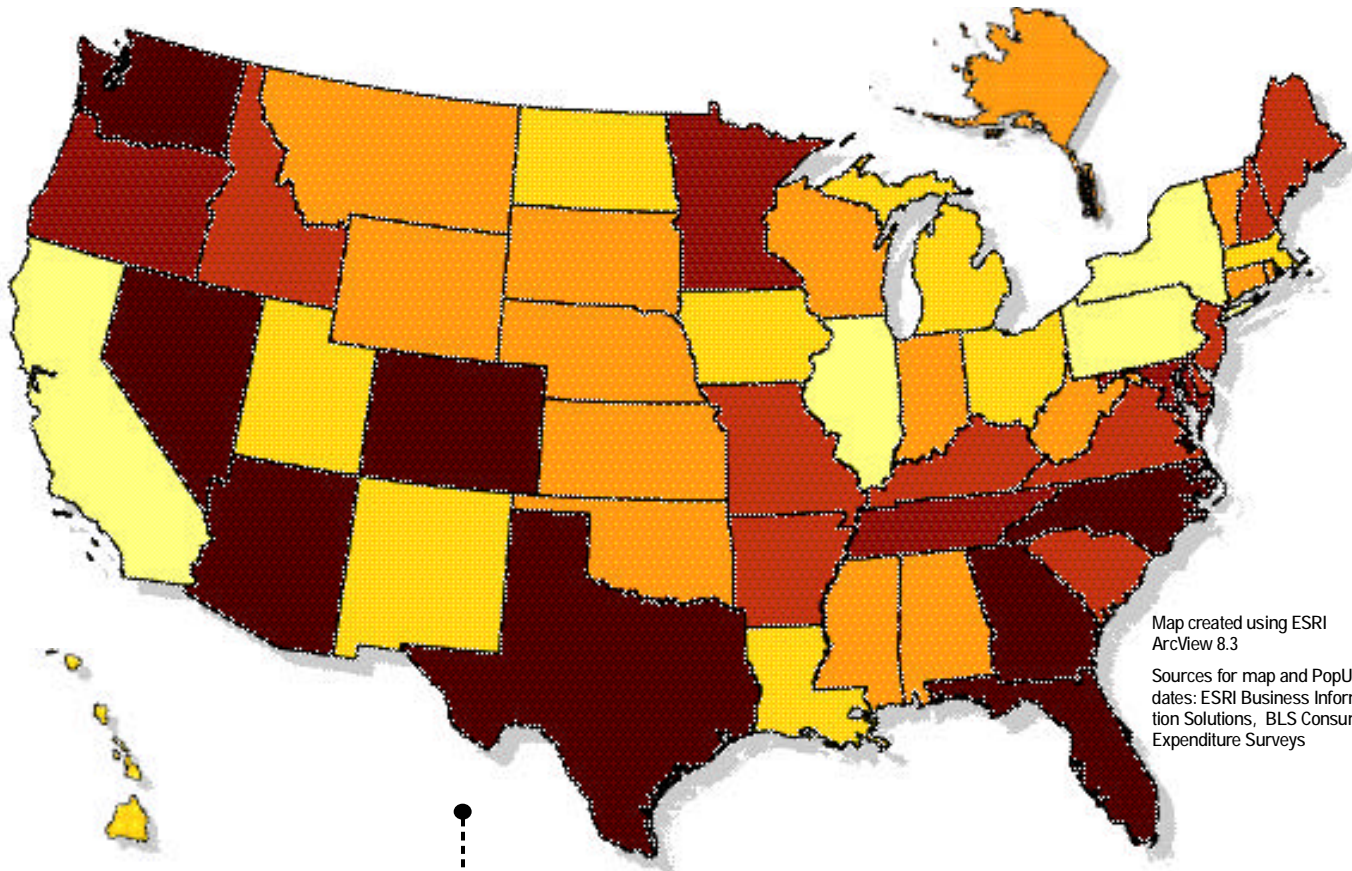 Map created using ESRI
ArcView 8.3
Sources for map and PopU
dates: ESRI Business Inform
tion Solutions, BLS Consum
Expenditure Surveys